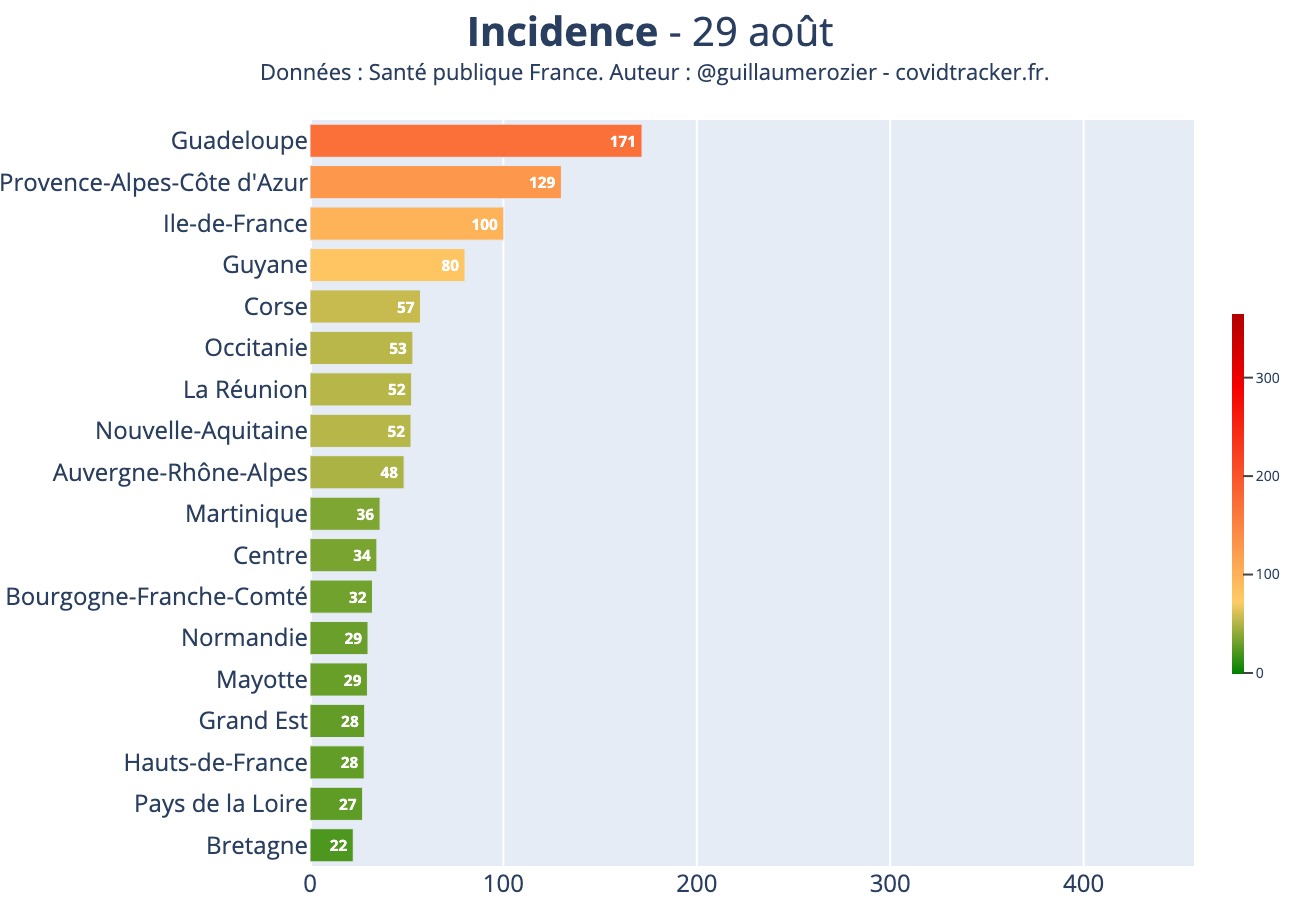 Incidence - 29 août
Données : Santé publique France. Auteur : @guillaumerozier - covidtracker.fr.
Guadeloupe 171
Provence-Alpes-Côte d'Azur 129
Ile-de-France 100
Guyane 80
Corse 57
Occitanie 53
La Réunion 52
Nouvelle-Aquitaine 52
Auvergne-Rhône-Alpes 48
Martinique 36
Centre 34
Bourgogne-Franche-Comté 32
Normandie 29
Mayotte 29
Grand Est 28
Hauts-de-France 28
Pays de la Loire 27
Bretagne 22
0 100 200 300 400
300
200
100
0